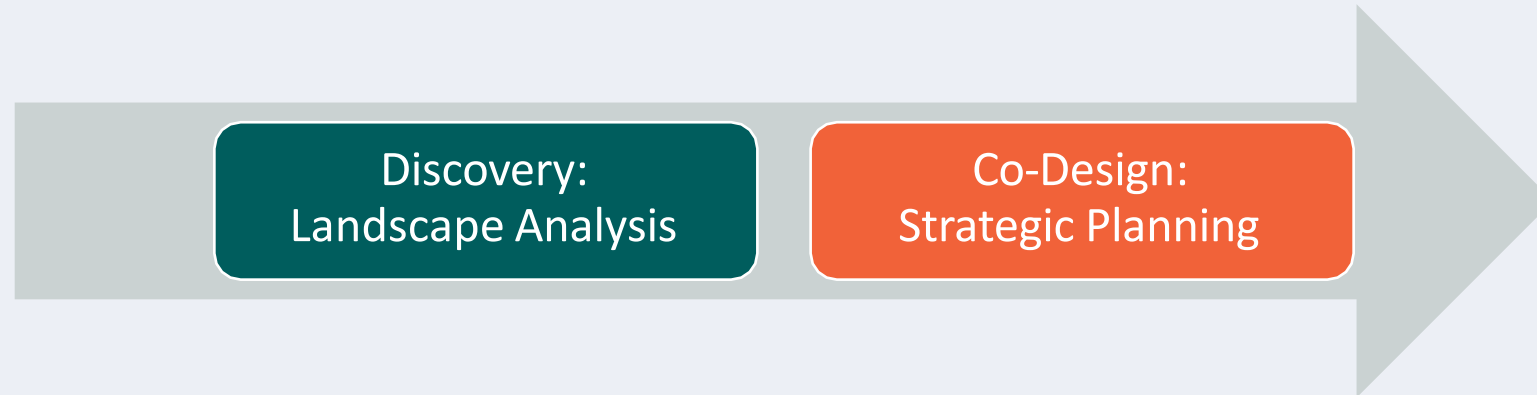 Discovery:
Landscape Analysis
Co-Design:
Strategic Planning